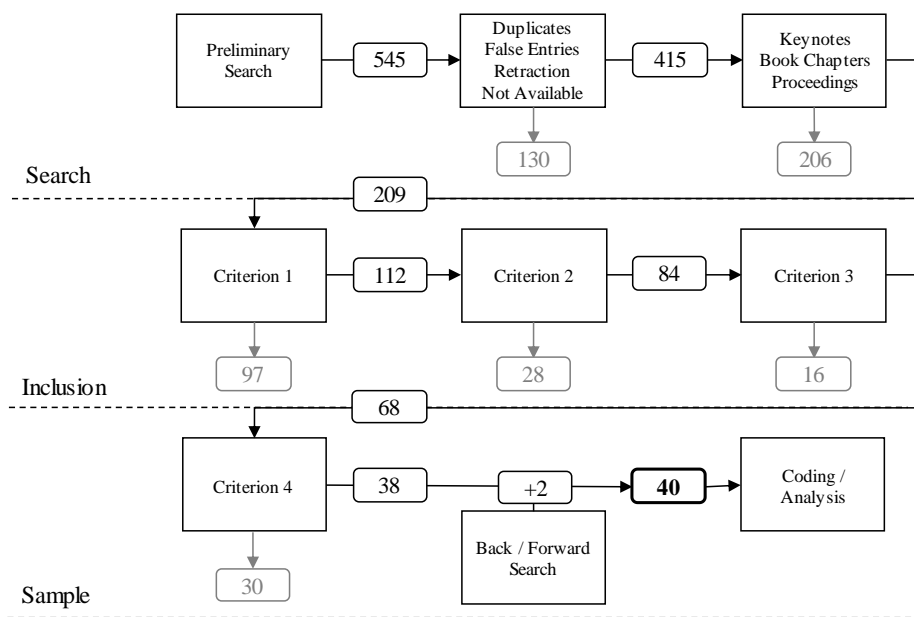 Preliminary
Search
545
Duplicates
False Entries
Retraction
Not Available
415
Keynotes
Book Chapters
Proceedings
130
206
Search
209
Criterion 1
112
Criterion 2
84
Criterion 3
97
28
16
Inclusion
68
Criterion 4
38
+2
40
Coding /
Analysis
Back / Forward
Search
30
Sample